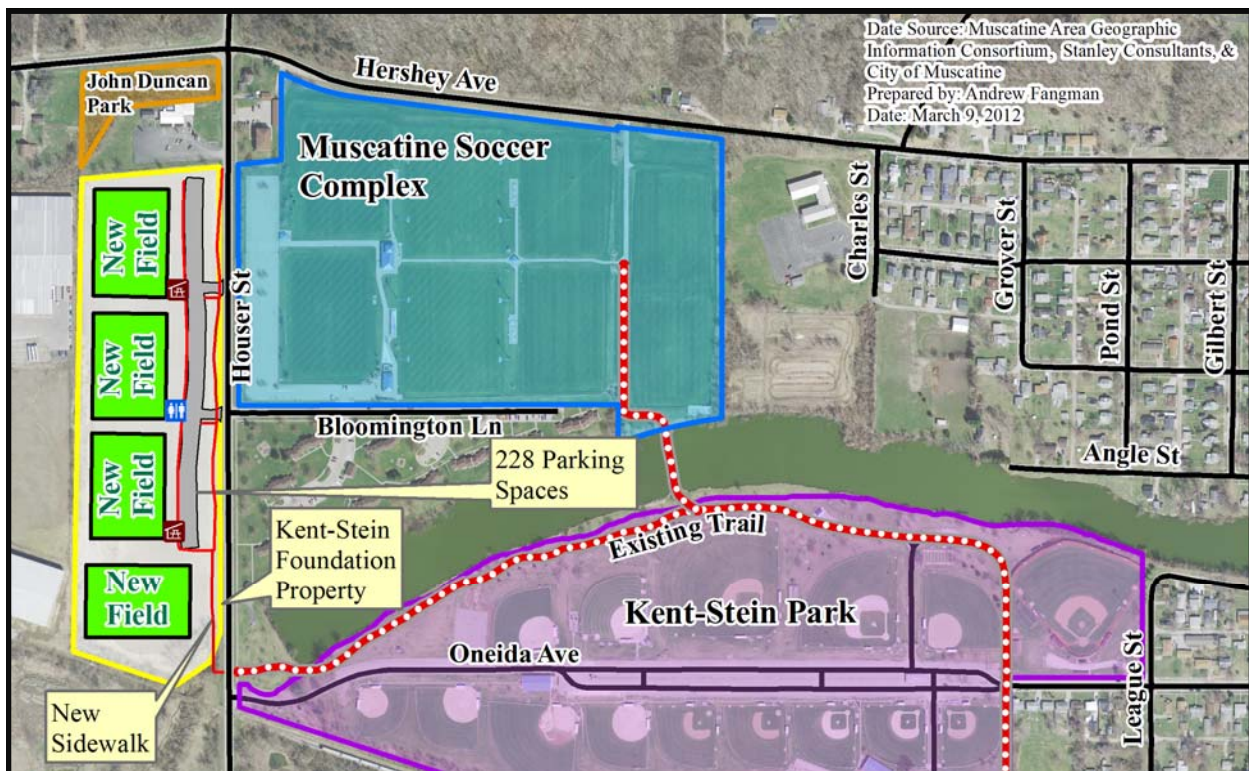 Date Source: Muscatine Area Geographic
Information Consortium, Stanley Consultants, &
City of Muscatine
Prepared by: Andrew Fangman
Date: March 9, 2012
Hershey Ave
John Duncan
Park
Muscatine Soccer
Complex
Charles St
Grover St
Pond St
Gilbert St
New
Field
Houser St
New
Field
Bloomington Ln
New
Field
228 Parking
Spaces
Angle St
Kent-Stein
Foundation
Property
Existing Trail
New
Field
Kent-Stein Park
Oneida Ave
League St
New
Sidewalk